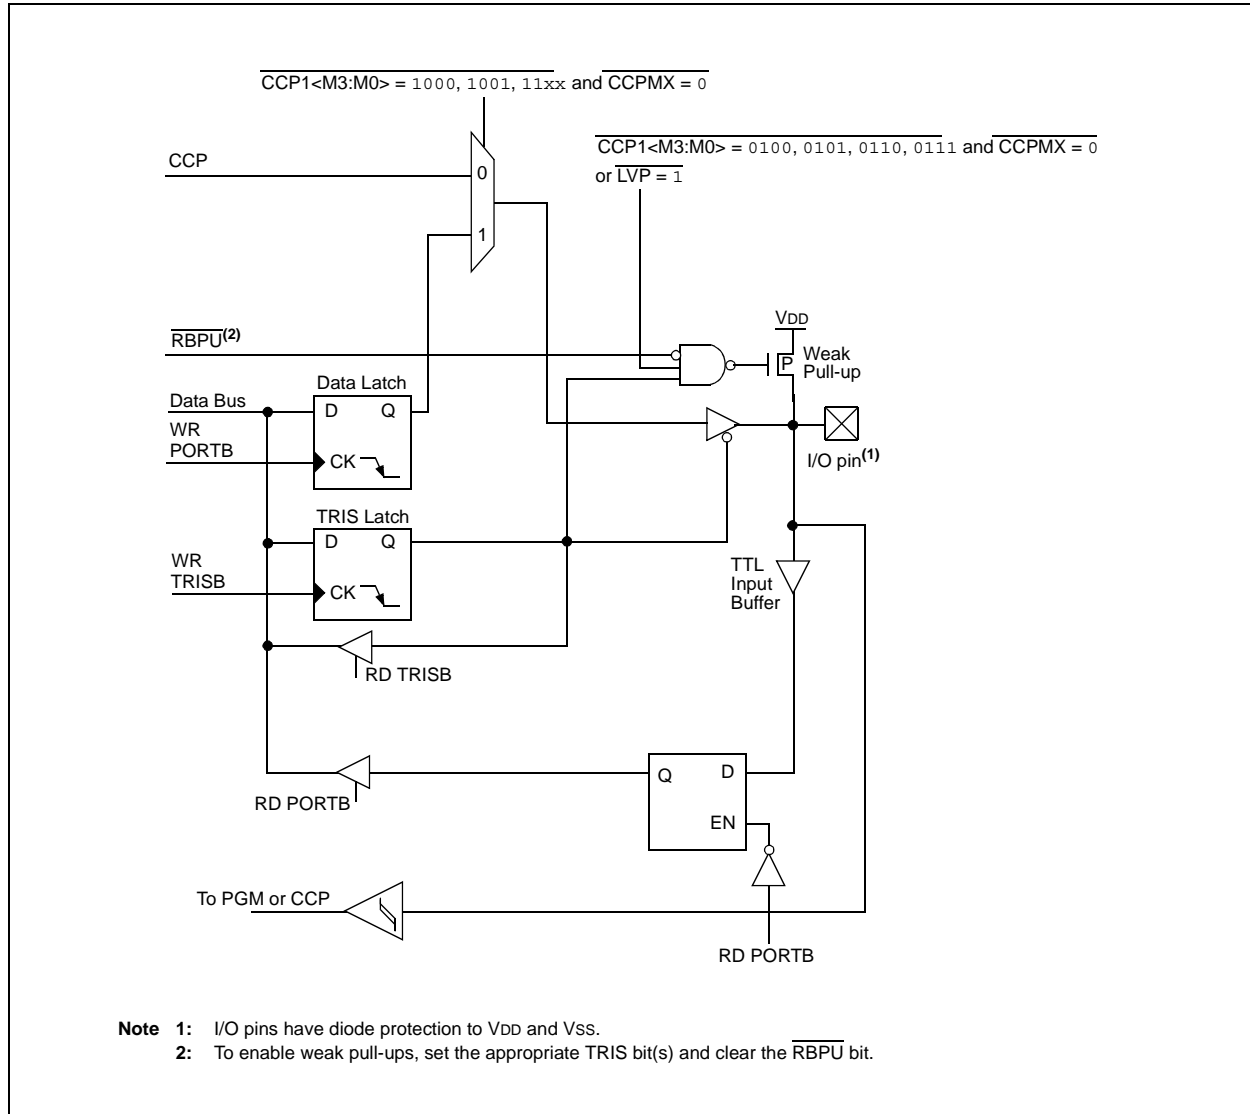 CCP1<M3:M0> = 1000, 1001, 11xx and CCPMX = 0
CCP
0
1
CCP1<M3:M0> = 0100, 0101, 0110, 0111 and CCPMX = 0
or LVP = 1
RBPU(2)
VDD
P
Weak
Pull-up
Data Latch
Data Bus
D
Q
WR
PORTB
CK
I/O pin(1)
TRIS Latch
D
Q
WR
TRISB
CK
TTL
Input
Buffer
RD TRISB
Q
D
RD PORTB
EN
To PGM or CCP
RD PORTB
Note 1: I/O pins have diode protection to VDD and VSS.
2: To enable weak pull-ups, set the appropriate TRIS bit(s) and clear the RBPU bit.